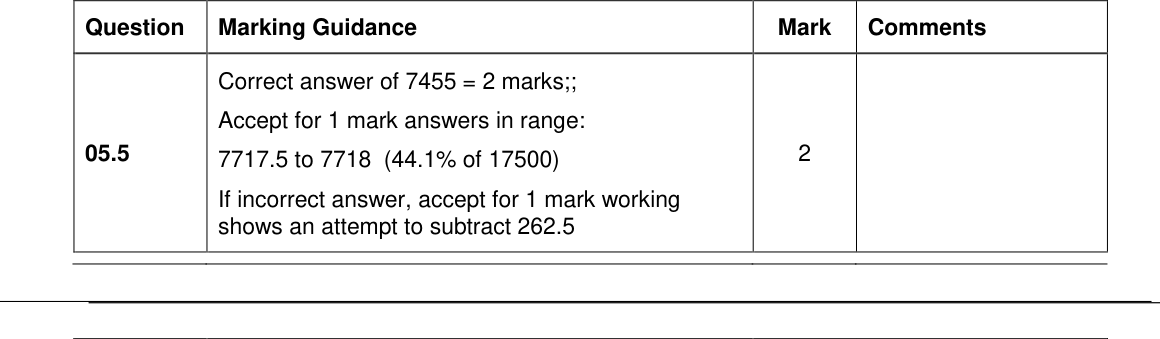 Question Marking Guidance Mark Comments
Correct answer of 7455 = 2 marks;;
Accept for 1 mark answers in range:
05.5 7717.5 to 7718 (44.1% of 17500) 2
If incorrect answer, accept for 1 mark working
shows an attempt to subtract 262.5